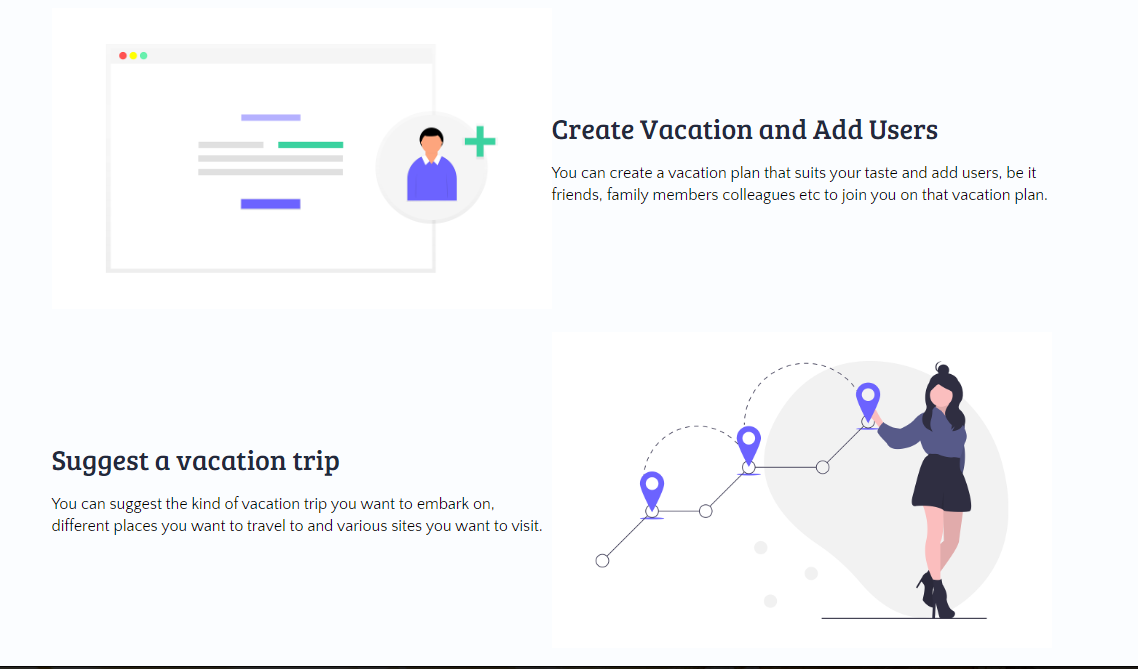 Create Vacation and Add Users
You can create a vacation plan that suits your taste and add users, be it
friends, family members colleagues etc to join you on that vacation plan.
Suggest a vacation trip
You can suggest the kind of vacation trip you want to embark on,
different places you want to travel to and various sites you want to visit.